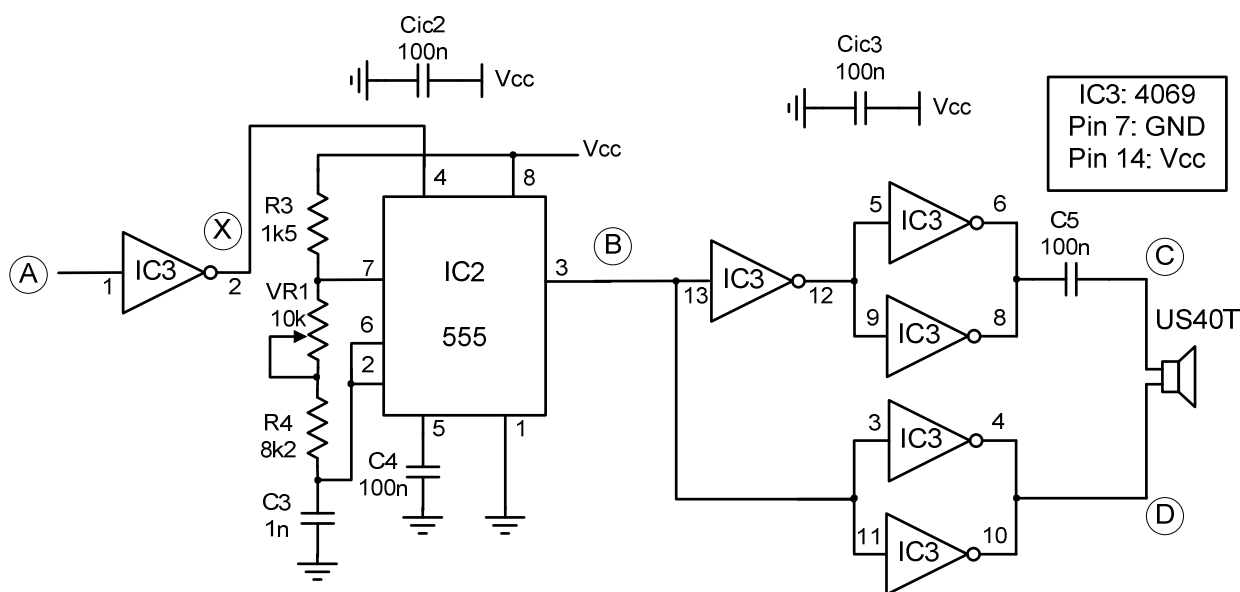 Cic2
100n
Vcc
Cic3
100n
Vcc
IC3: 4069
Pin 7: GND
Pin 14: Vcc
Vcc
4
8
R3
1k5
X
A
1
IC3
2
7
IC2
3
B
VR1
10k
6
555
2
R4
8k2
5
1
C4
100n
C3
1n
13
IC3
12
5
IC3
6
9
IC3
8
C5
100n
C
US40T
3
IC3
4
11
IC3
10
D